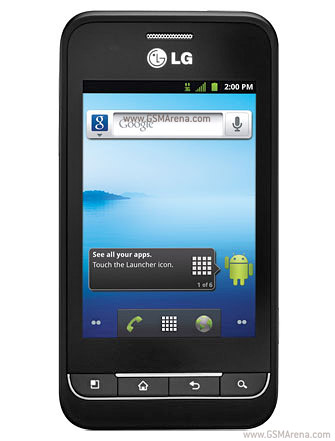 LG
3G 2:00 PM
g Google
www.GSMArena.com
See all your apps.
Touch the Launcher icon.
1 of 6
www.GSMArena.com